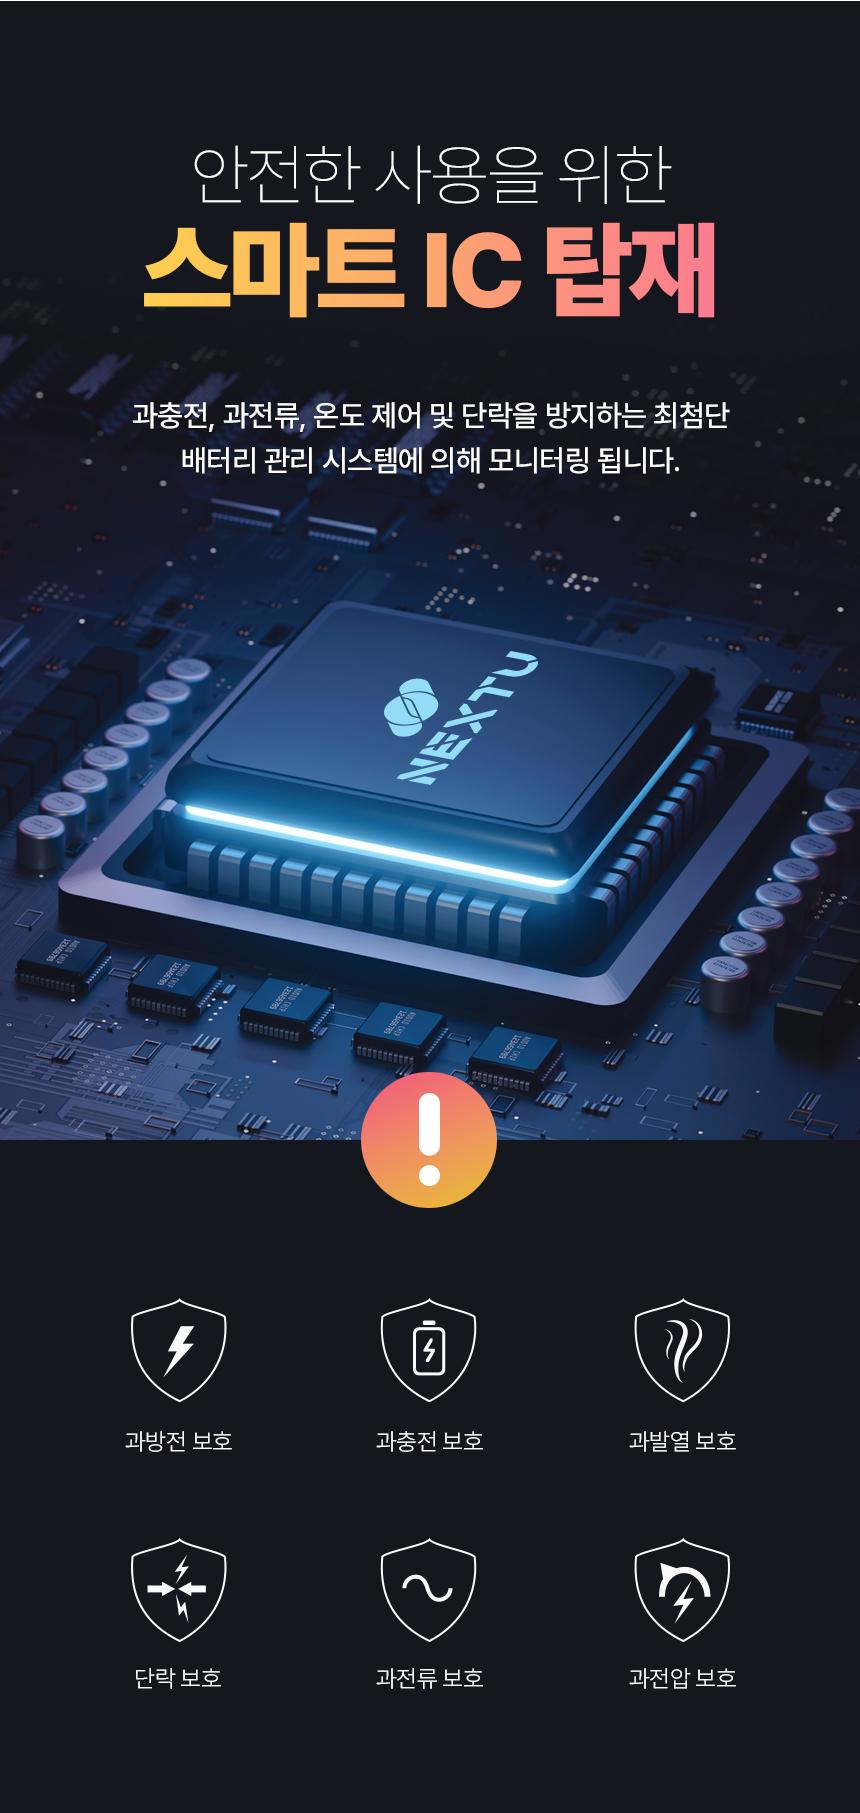 안전한 사용을 위한
스마트 IC 탑재
과충전, 과전류, 온도 제어 및 단락을 방지하는 최첨단
배터리 관리 시스템에 의해 모니터링 됩니다.
NEXTU
과방전 보호
과충전 보호
과발열 보호
단락 보호
과전류 보호
과전압 보호